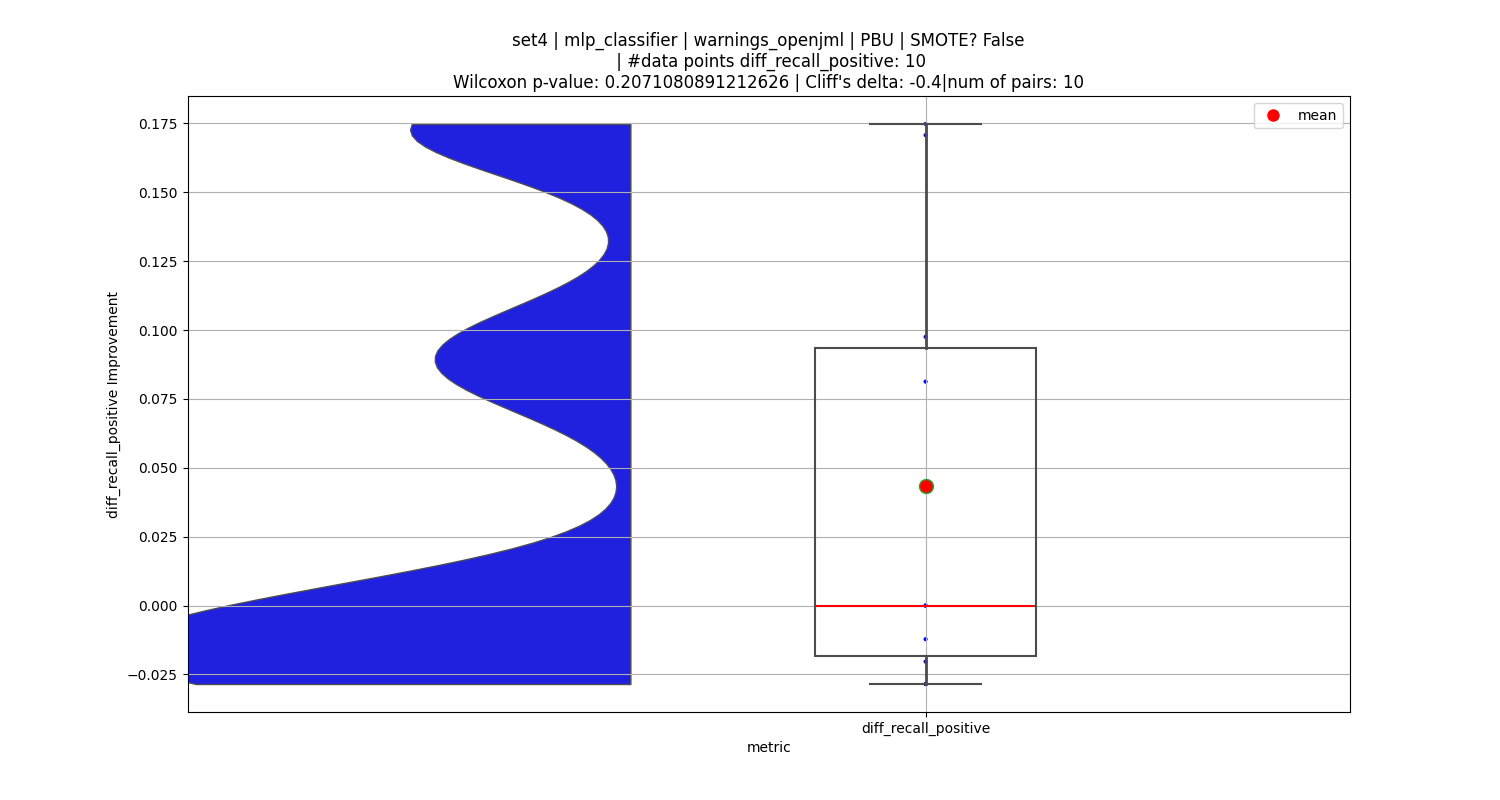 set4 | mlp_classifier | warnings_openjml | PBU | SMOTE? False
| #data points diff_recall_positive: 10
Wilcoxon p-value: 0.2071080891212626 | Cliff's delta: -0.4|num of pairs: 10
mean
0.175
0.150
0.125
0.100
0.075
0.050
0.025
0.000
−0.025
diff_recall_positive Improvement
diff_recall_positive
metric